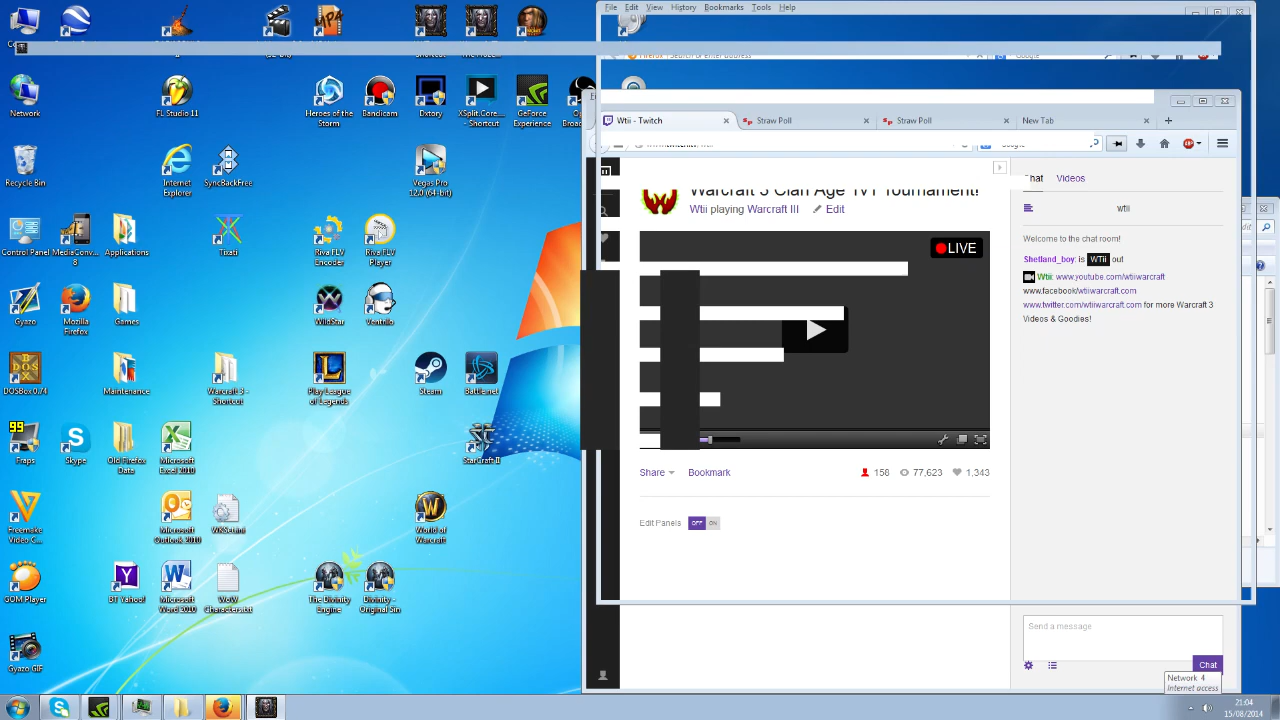 File Edit View History Bookmarks Tools Help
Twitch
Wtii - Twitch
Straw Poll
Straw Poll
New Tab
Network
FL Studio 11
Heroes of the Storm
Bandicam
Dxtory
XSplit.Core... - Shortcut
GeForce Experience
Recycle Bin
Internet Explorer
SyncBackFree
Vegas Pro 12.0 (64-bit)
Chat
Videos
Warcraft 3 Clan Age 1v1 Tournament!
Wtii playing Warcraft III
Edit
wtii
Control Panel
MediaConv... 8
Applications
Tixati
Riva FLV Encoder
Riva FLV Player
LIVE
Welcome to the chat room!
Shetland_boy: is WTii out
Wtii: www.youtube.com/wtiiwarcraft
www.facebook/wtiiwarcraft.com
www.twitter.com/wtiiwarcraft.com for more Warcraft 3
Videos & Goodies!
Gyazo
Mozilla Firefox
Games
WildStar
Ventrilo
DOSBox 0.74
Maintenance
Warcraft 3 - Shortcut
Play League of Legends
Steam
Battle.net
99
Fraps
Skype
Old Firefox Data
Microsoft Excel 2010
StarCraft II
Share
Bookmark
158
77,623
1,343
Freemake Video C...
Microsoft Outlook 2010
World of Warcraft
Edit Panels
OFF
ON
GOM Player
BT Yahoo!
Microsoft Word 2010
WoW Characters.txt
The Divinity Engine
Divinity - Original Sin
Gyazo GIF
Send a message
Chat
Network 4
Internet access
21:04
15/08/2014